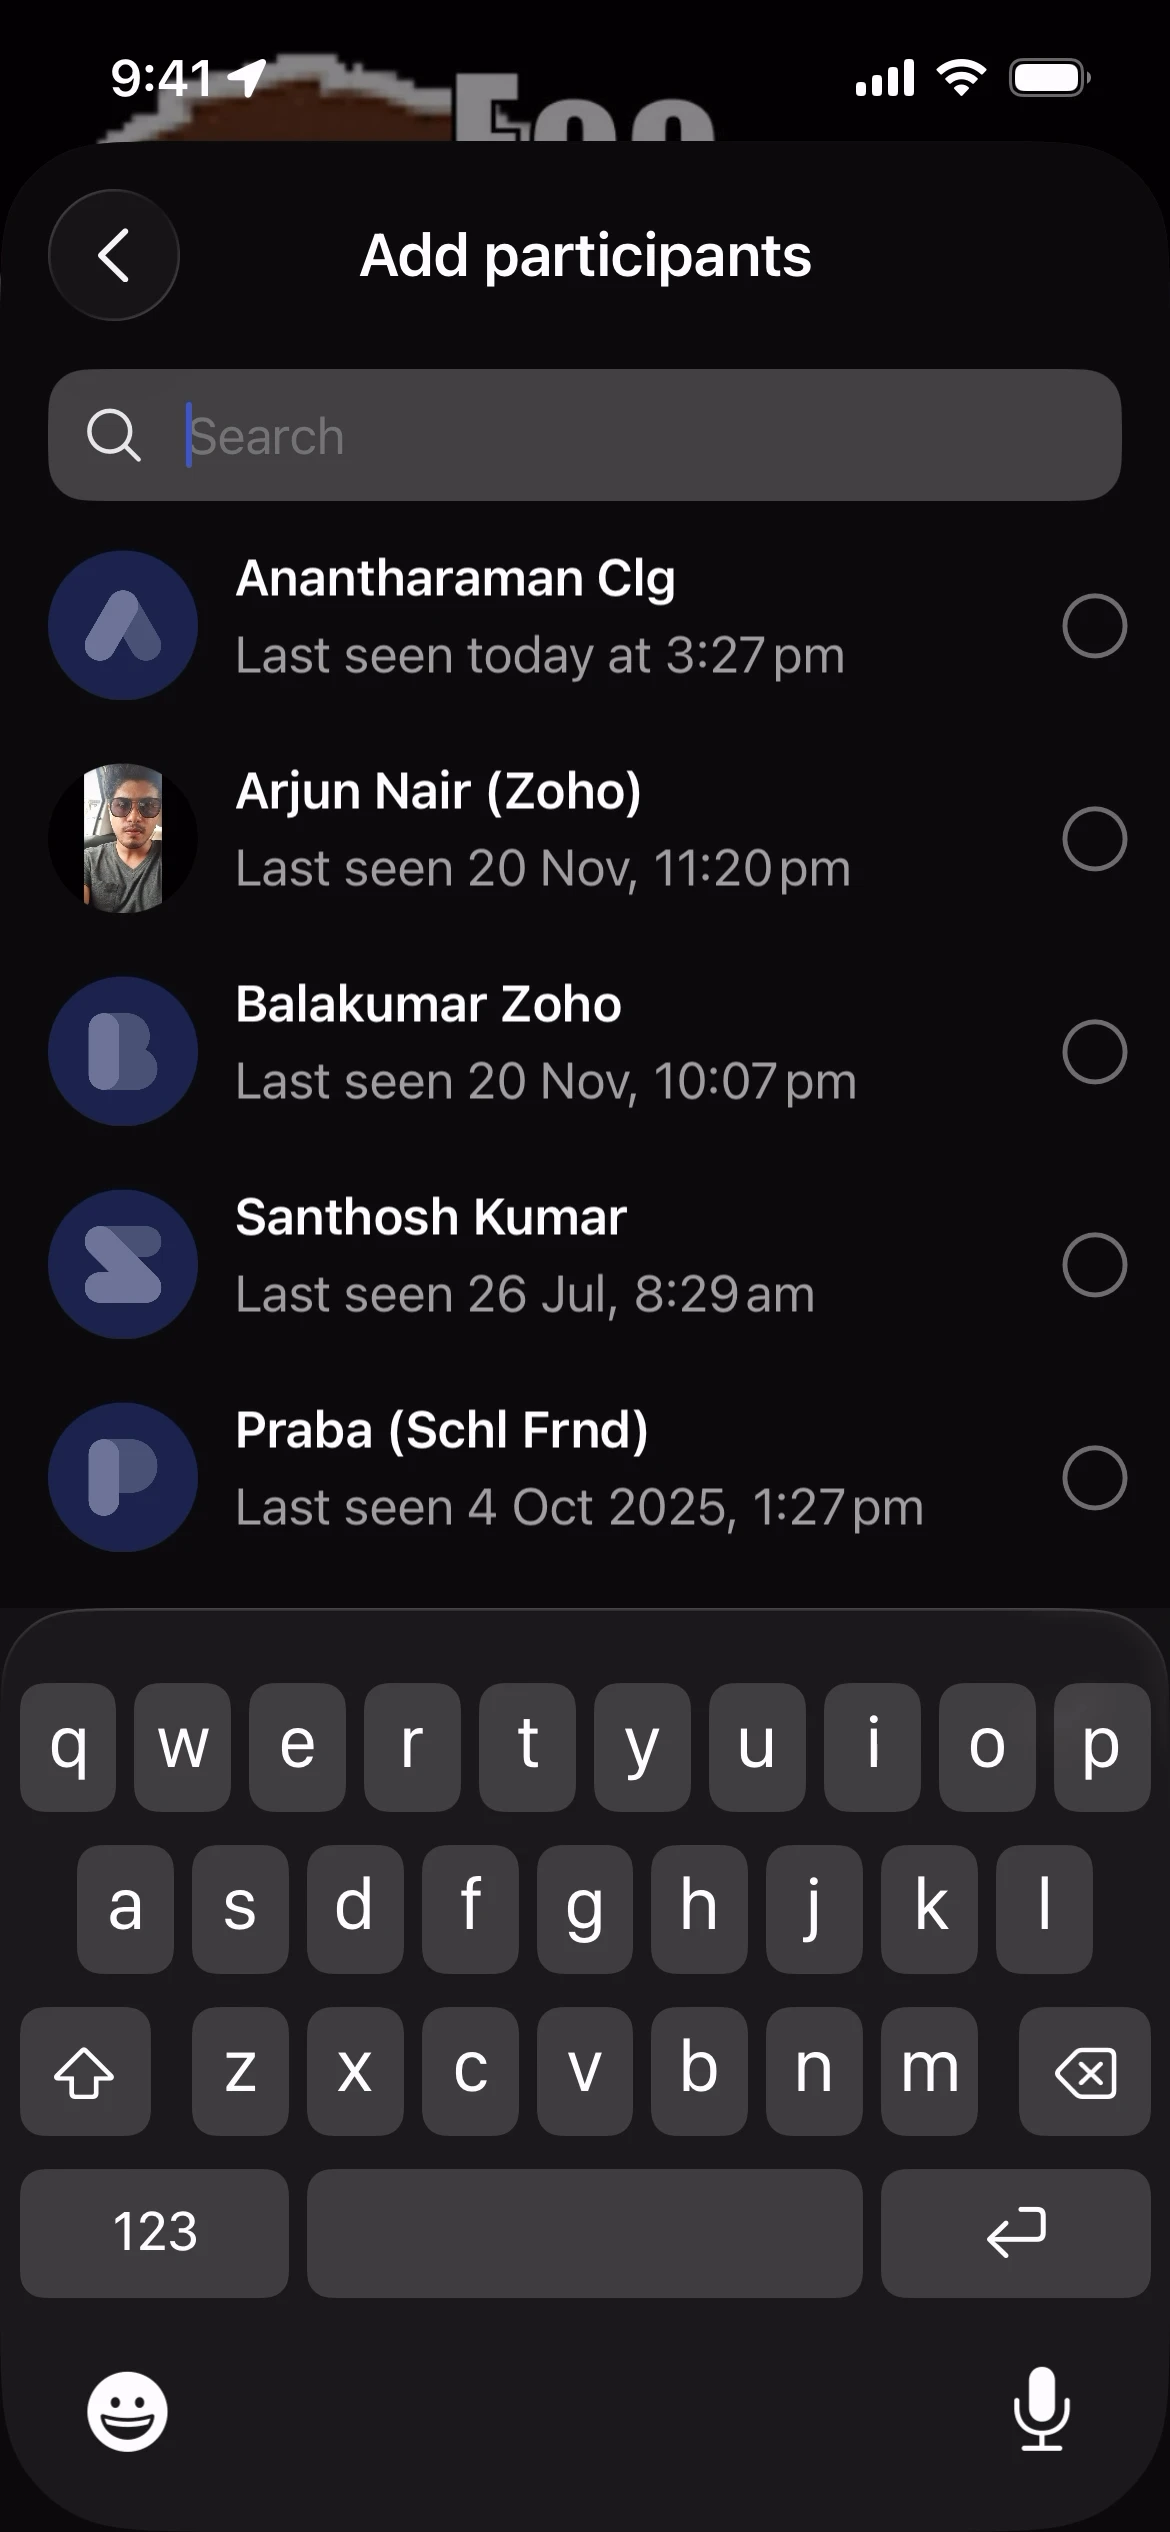 9:41
Add participants
Search
Anantharaman Clg
Last seen today at 3:27 pm
Arjun Nair (Zoho)
Last seen 20 Nov, 11:20 pm
Balakumar Zoho
Last seen 20 Nov, 10:07 pm
Santhosh Kumar
Last seen 26 Jul, 8:29 am
Praba (Schl Frnd)
Last seen 4 Oct 2025, 1:27 pm
q w e r t y u i o p
a s d f g h j k l
z x c v b n m
123